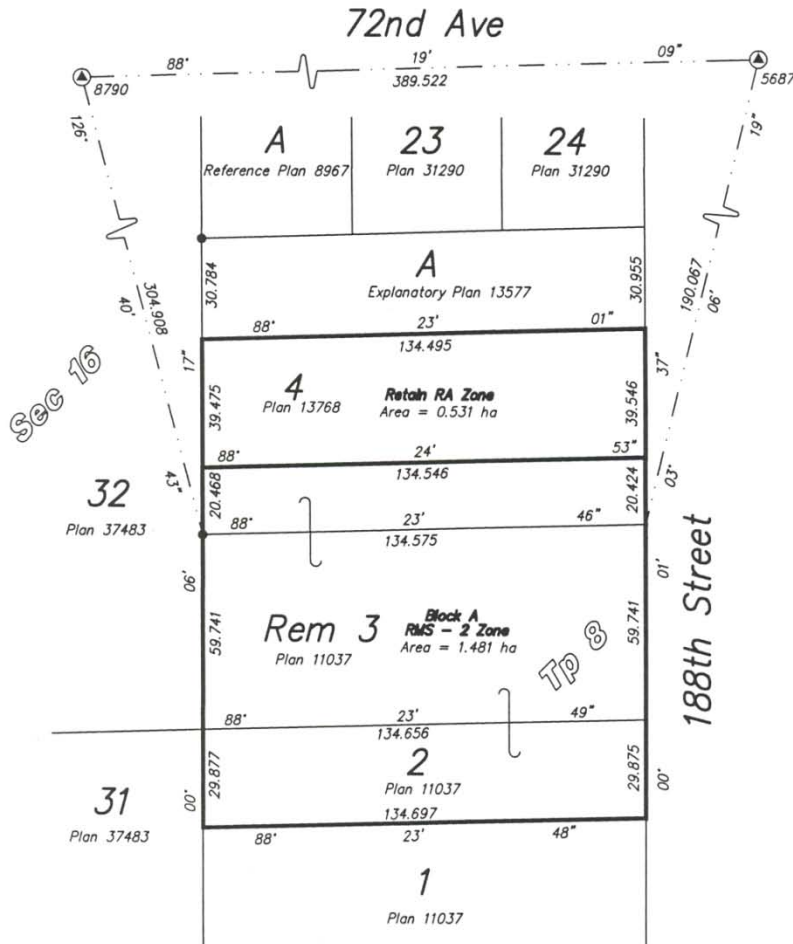 72nd Ave
88° 19' 09"
389.522
8790
5687
126°
19"
A
Reference Plan 8967
23
Plan 31290
24
Plan 31290
304.908
40'
190.067
06'
30.784
A
Explanatory Plan 13577
30.955
88° 23' 01"
134.495
17"
37"
Sec 16
39.475
4
Plan 13768
Retain RA Zone
Area = 0.531 ha
39.546
88° 24' 53"
134.546
43"
03'
20.468
20.424
32
Plan 37483
88° 23' 46"
134.575
06'
01'
59.741
Rem 3
Plan 11037
Block A
RMS - 2 Zone
Area = 1.481 ha
59.741
Tp 8
188th Street
88° 23' 49"
134.656
29.877
2
Plan 11037
29.875
31
Plan 37483
00°
00°
134.697
88° 23' 48"
1
Plan 11037